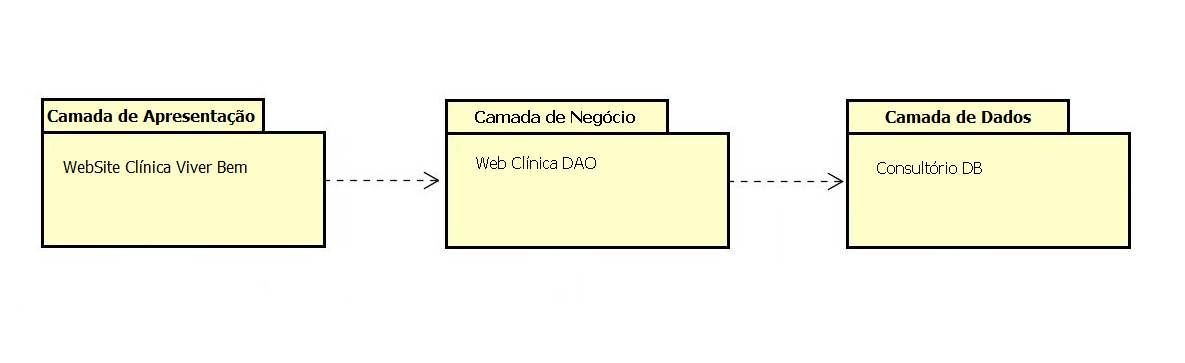 Camada de Apresentação
WebSite Clínica Viver Bem
Camada de Negócio
Web Clínica DAO
Camada de Dados
Consultório DB